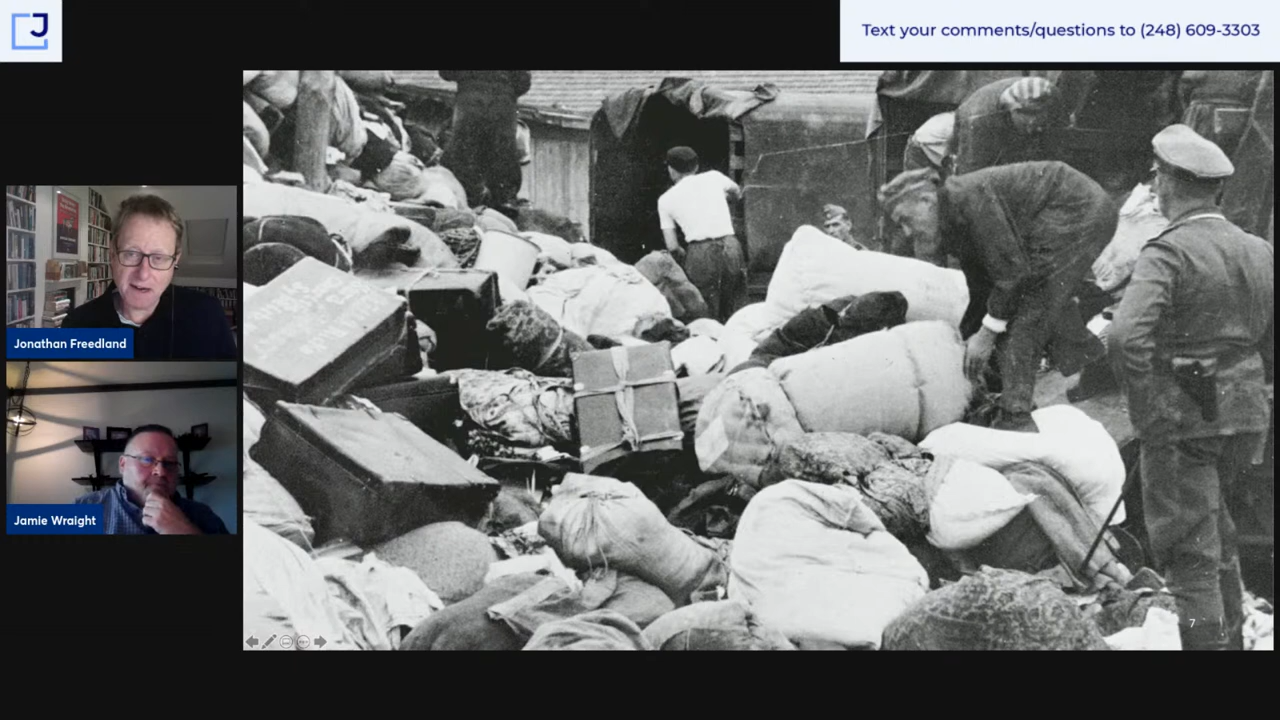 J
Text your comments/questions to (248) 609-3303
Jonathan Freedland
Jamie Wraight
7